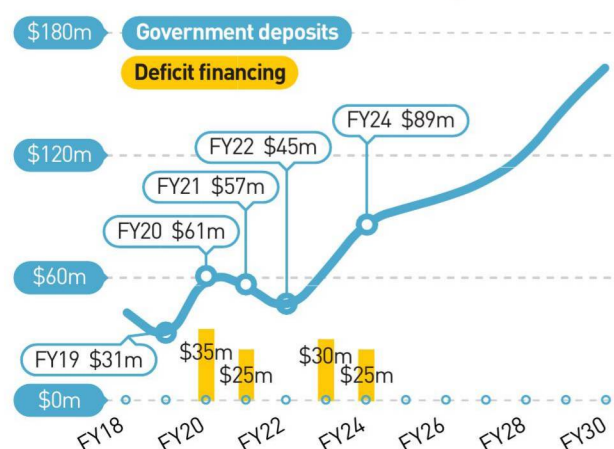 $180m
Government deposits
Deficit financing
FY24 $89m
FY22 $45m
$120m
FY21 $57m
FY20 $61m
$60m
FY19 $31m
$35m
$25m
$30m
$25m
$0m
FY18
FY20
FY22
FY24
FY26
FY28
FY30